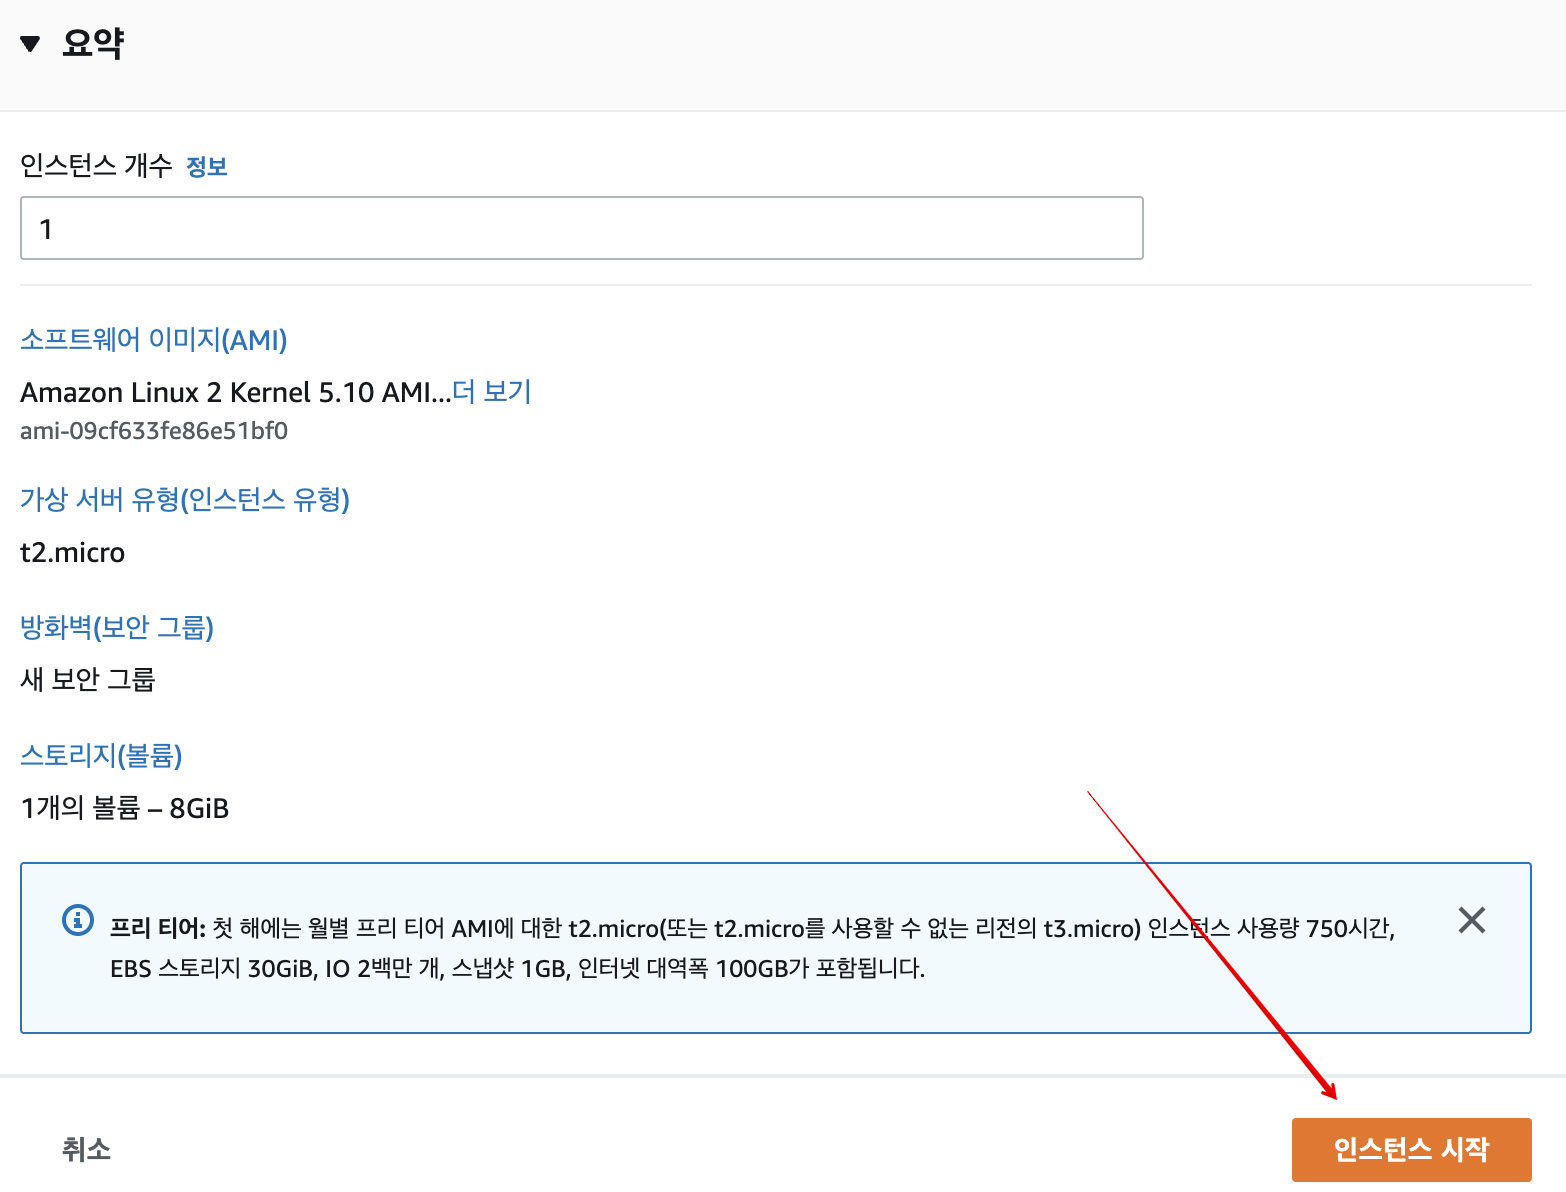 요약
인스턴스 개수 정보
1
소프트웨어 이미지(AMI)
Amazon Linux 2 Kernel 5.10 AMI...더 보기
ami-09cf633fe86e51bf0
가상 서버 유형(인스턴스 유형)
t2.micro
방화벽(보안 그룹)
새 보안 그룹
스토리지(볼륨)
1개의 볼륨 – 8GiB
프리 티어: 첫 해에는 월별 프리 티어 AMI에 대한 t2.micro(또는 t2.micro를 사용할 수 없는 리전의 t3.micro) 인스턴스 사용량 750시간,
EBS 스토리지 30GiB, IO 2백만 개, 스냅샷 1GB, 인터넷 대역폭 100GB가 포함됩니다.
취소
인스턴스 시작